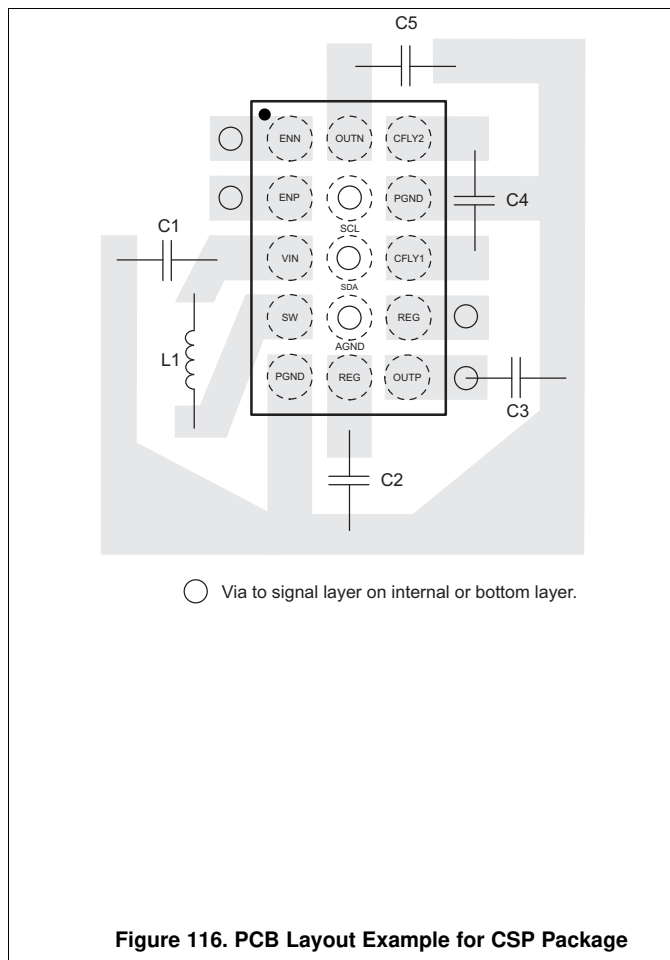 C5
ENN OUTN CFLY2
ENP PGND C4
SCL
C1
VIN CFLY1
SDA
SW REG
AGND
L1
PGND REG OUTP
C3
C2
Via to signal layer on internal or bottom layer.
Figure 116. PCB Layout Example for CSP Package